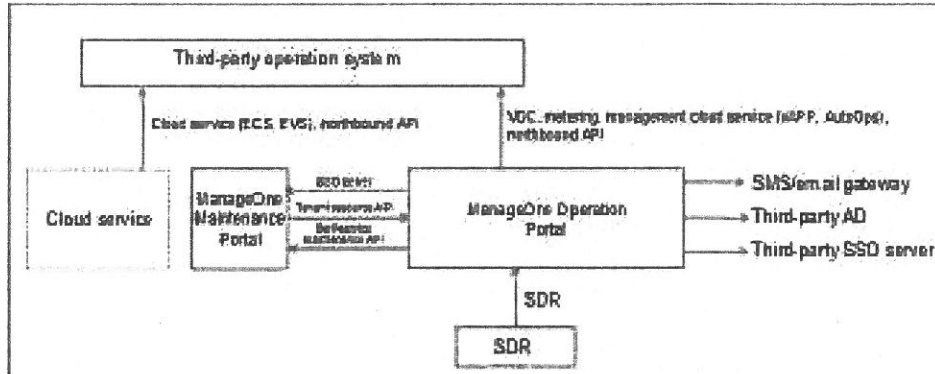 Third-party operation system
Cloud service (ECS, EVS), northbound API
VDC, metering, management cloud service (vAPP, AutoOps),
northbound API
Cloud service
ManageOne
Maintenance
Portal
SSO
Tenant resource API
maintenance API
ManageOne Operation
Portal
SMS/email gateway
Third-party AD
Third-party SSO server
SDR
SDR